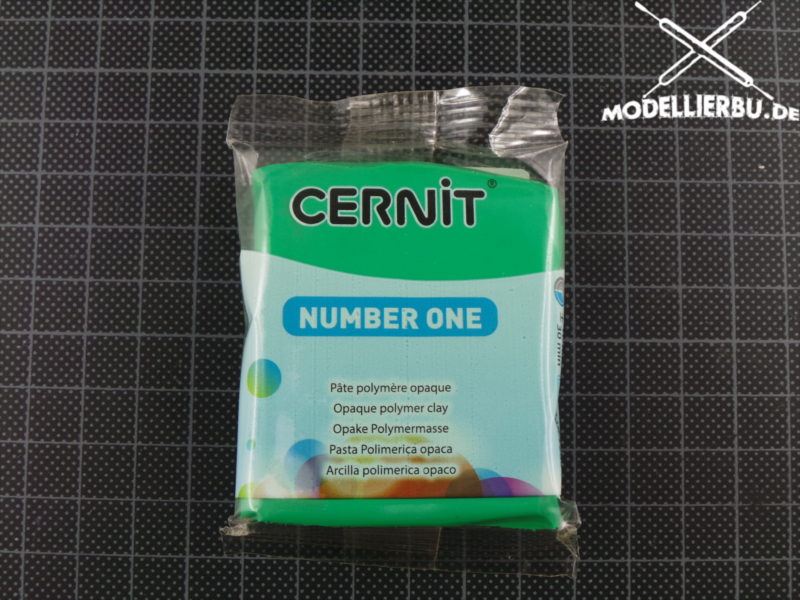 MODELLIERBU.DE
CERNIT®
NUMBER ONE
Pâte polymère opaque
Opaque polymer clay
Opake Polymermasse
Pasta Polimerica opaca
Arcilla polimerica opaco